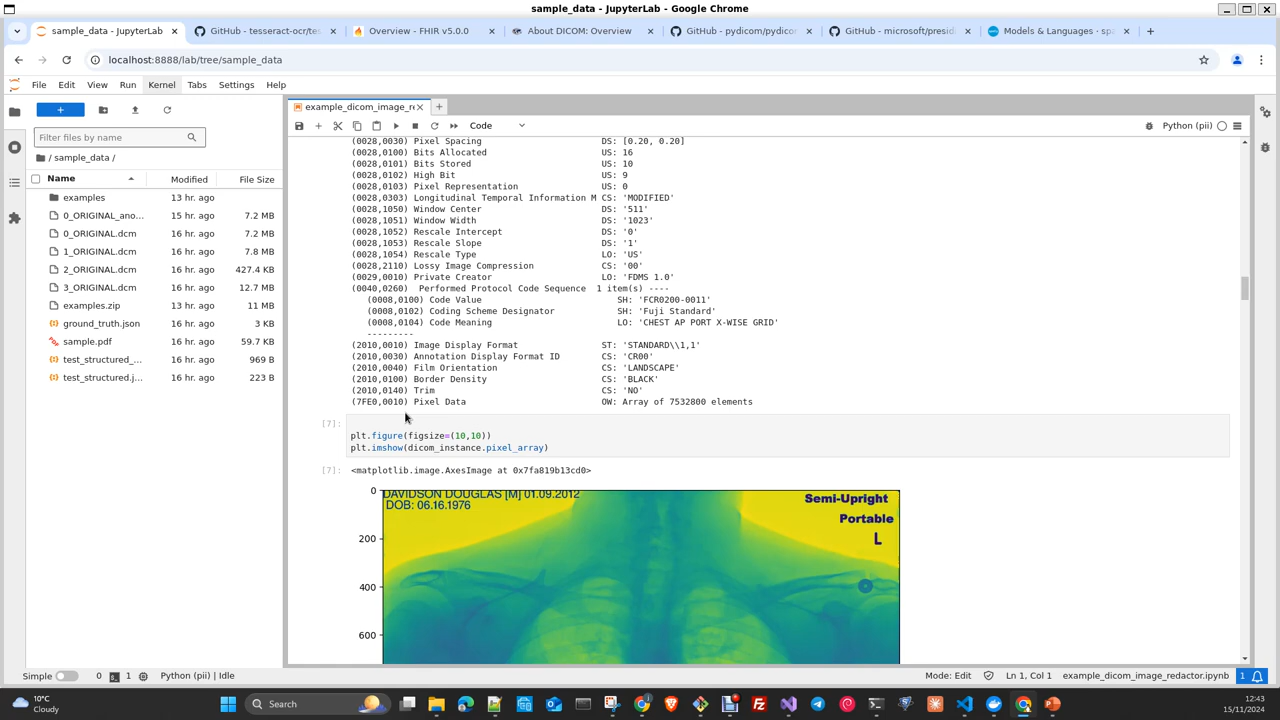 sample_data - JupyterLab - Google Chrome
sample_data - JupyterLab
GitHub - tesseract-ocr/tes
Overview - FHIR v5.0.0
About DICOM: Overview
GitHub - pydicom/pydicom
GitHub - microsoft/presid
Models & Languages · spa
localhost:8888/lab/tree/sample_data
File Edit View Run Kernel Tabs Settings Help
example_dicom_image_re
Code
Python (pii)
Filter files by name
/ sample_data /
Name Modified File Size
examples 13 hr. ago
0_ORIGINAL_ano... 15 hr. ago 7.2 MB
0_ORIGINAL.dcm 16 hr. ago 7.2 MB
1_ORIGINAL.dcm 16 hr. ago 7.8 MB
2_ORIGINAL.dcm 16 hr. ago 427.4 KB
3_ORIGINAL.dcm 16 hr. ago 12.7 MB
examples.zip 13 hr. ago 11 MB
ground_truth.json 16 hr. ago 3 KB
sample.pdf 16 hr. ago 59.7 KB
test_structured_... 16 hr. ago 969 B
test_structured.j... 16 hr. ago 223 B
(0028,0030) Pixel Spacing DS: [0.20, 0.20]
(0028,0100) Bits Allocated US: 16
(0028,0101) Bits Stored US: 10
(0028,0102) High Bit US: 9
(0028,0103) Pixel Representation US: 0
(0028,0303) Longitudinal Temporal Information M CS: 'MODIFIED'
(0028,1050) Window Center DS: '511'
(0028,1051) Window Width DS: '1023'
(0028,1052) Rescale Intercept DS: '0'
(0028,1053) Rescale Slope DS: '1'
(0028,1054) Rescale Type LO: 'US'
(0028,2110) Lossy Image Compression CS: '00'
(0029,0010) Private Creator LO: 'FDMS 1.0'
(0040,0260) Performed Protocol Code Sequence 1 item(s) ----
(0008,0100) Code Value SH: 'FCR0200-0011'
(0008,0102) Coding Scheme Designator SH: 'Fuji Standard'
(0008,0104) Code Meaning LO: 'CHEST AP PORT X-WISE GRID'
---------
(2010,0010) Image Display Format ST: 'STANDARD\\1,1'
(2010,0030) Annotation Display Format ID CS: 'CR00'
(2010,0040) Film Orientation CS: 'LANDSCAPE'
(2010,0100) Border Density CS: 'BLACK'
(2010,0140) Trim CS: 'NO'
(7FE0,0010) Pixel Data OW: Array of 7532800 elements
[7]:
plt.figure(figsize=(10,10))
plt.imshow(dicom_instance.pixel_array)
[7]: <matplotlib.image.AxesImage at 0x7fa819b13cd0>
0
200
400
600
DAVIDSON DOUGLAS [M] 01.09.2012
DOB: 06.16.1976
Semi-Upright
Portable
L
Simple 0 1 Python (pii) | Idle
Mode: Edit Ln 1, Col 1 example_dicom_image_redactor.ipynb 1
10°C
Cloudy
Search
12:43
15/11/2024